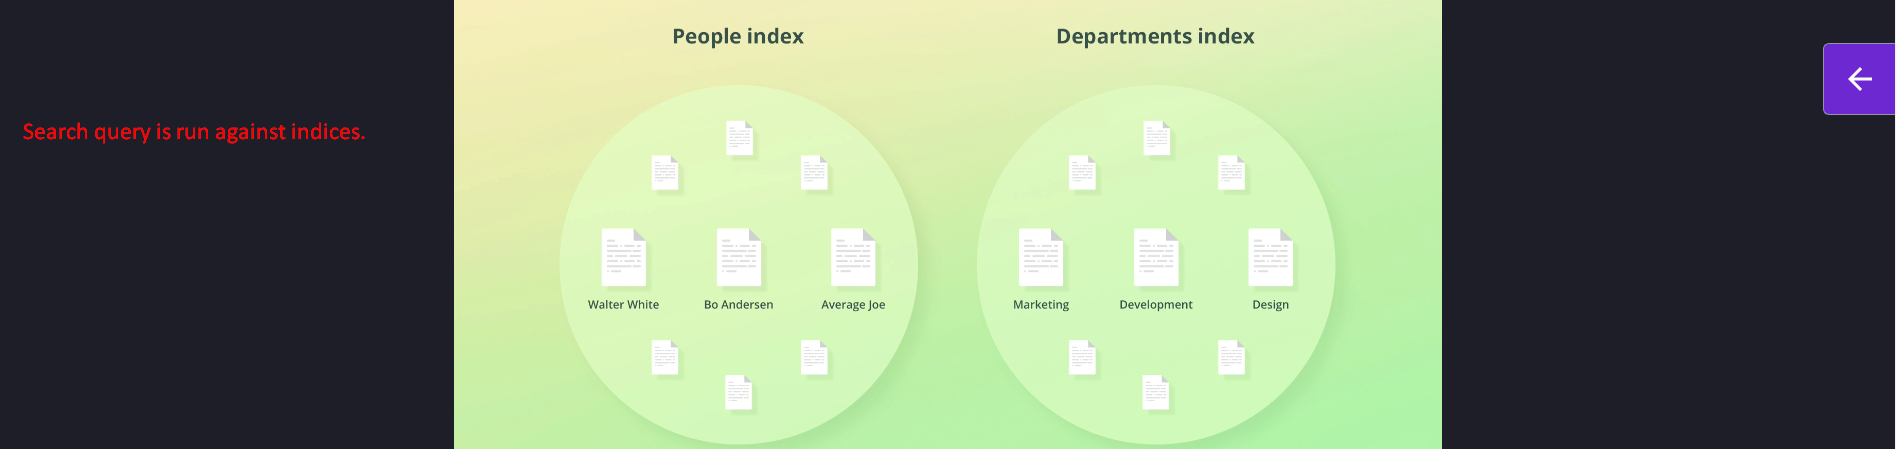 People index
Departments index
Search query is run against indices.
Walter White
Bo Andersen
Average Joe
Marketing
Development
Design